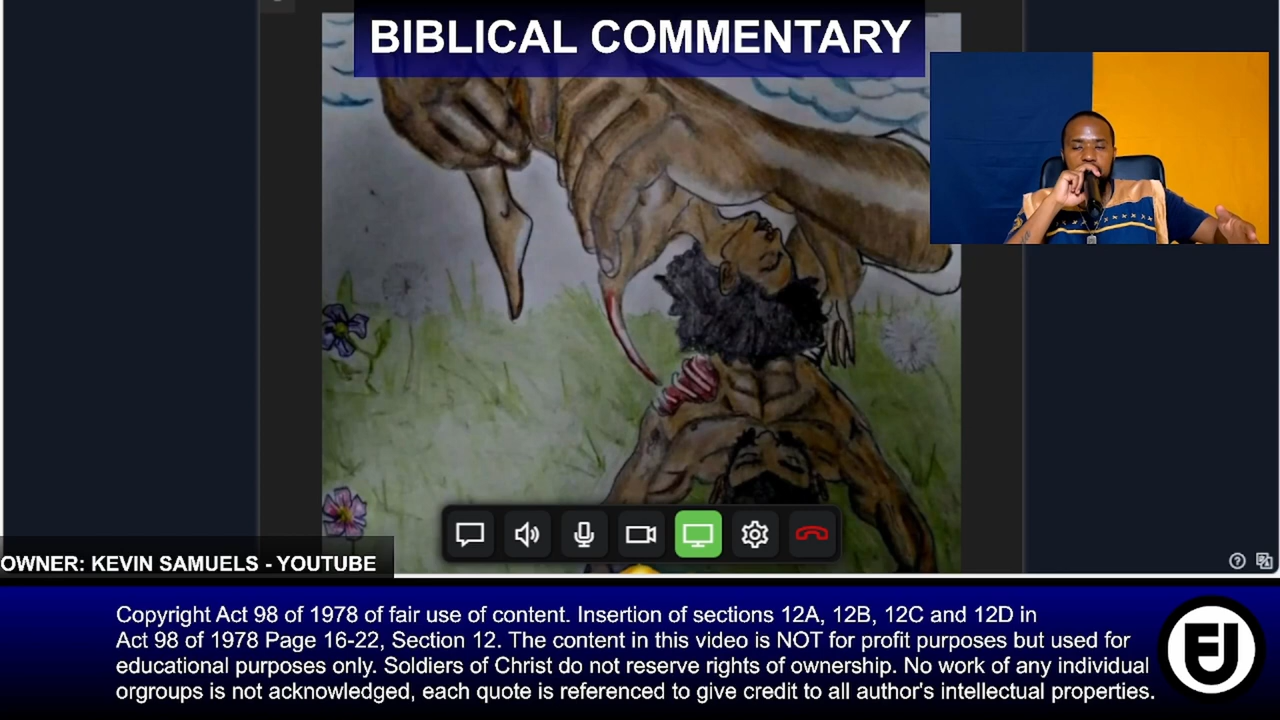 BIBLICAL COMMENTARY
OWNER: KEVIN SAMUELS - YOUTUBE
Copyright Act 98 of 1978 of fair use of content. Insertion of sections 12A, 12B, 12C and 12D in
Act 98 of 1978 Page 16-22, Section 12. The content in this video is NOT for profit purposes but used for
educational purposes only. Soldiers of Christ do not reserve rights of ownership. No work of any individual
orgroups is not acknowledged, each quote is referenced to give credit to all author's intellectual properties.